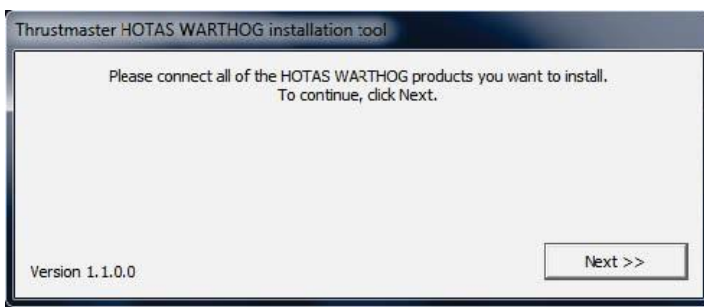 Thrustmaster HOTAS WARTHOG installation tool
Please connect all of the HOTAS WARTHOG products you want to install.
To continue, click Next.
Next >>
Version 1.1.0.0